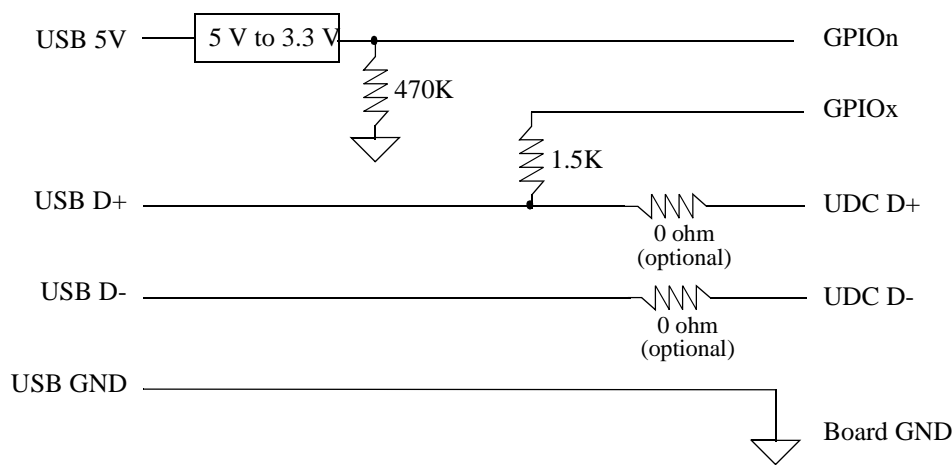 USB 5V
5 V to 3.3 V
GPIOn
470K
GPIOx
1.5K
USB D+
UDC D+
0 ohm
(optional)
USB D-
UDC D-
0 ohm
(optional)
USB GND
Board GND